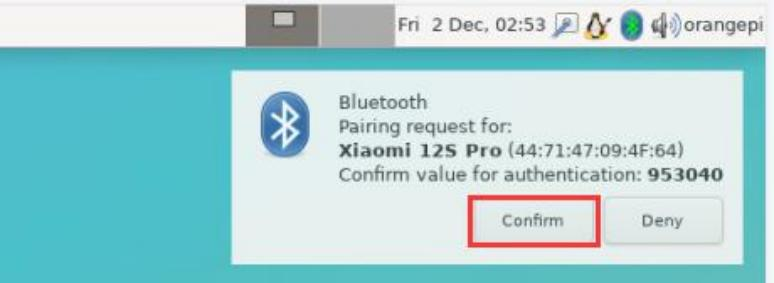 Fri 2 Dec, 02:53 orangepi
Bluetooth
Pairing request for:
Xiaomi 12S Pro (44:71:47:09:4F:64)
Confirm value for authentication: 953040
Confirm Deny